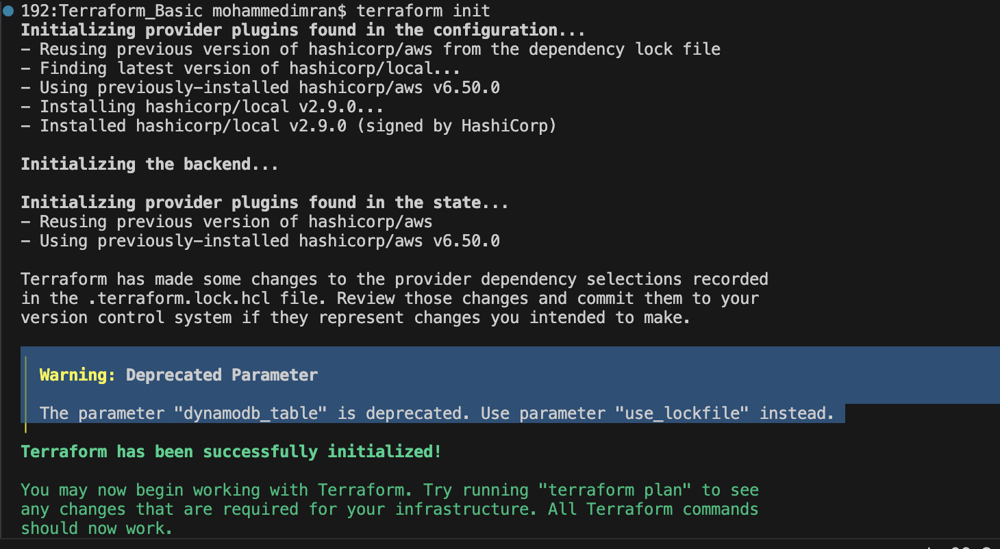 192:Terraform_Basic mohammedimran$ terraform init
Initializing provider plugins found in the configuration...
- Reusing previous version of hashicorp/aws from the dependency lock file
- Finding latest version of hashicorp/local...
- Using previously-installed hashicorp/aws v6.50.0
- Installing hashicorp/local v2.9.0...
- Installed hashicorp/local v2.9.0 (signed by HashiCorp)
Initializing the backend...
Initializing provider plugins found in the state...
- Reusing previous version of hashicorp/aws
- Using previously-installed hashicorp/aws v6.50.0
Terraform has made some changes to the provider dependency selections recorded
in the .terraform.lock.hcl file. Review those changes and commit them to your
version control system if they represent changes you intended to make.
Warning: Deprecated Parameter
The parameter "dynamodb_table" is deprecated. Use parameter "use_lockfile" instead.
Terraform has been successfully initialized!
You may now begin working with Terraform. Try running "terraform plan" to see
any changes that are required for your infrastructure. All Terraform commands
should now work.